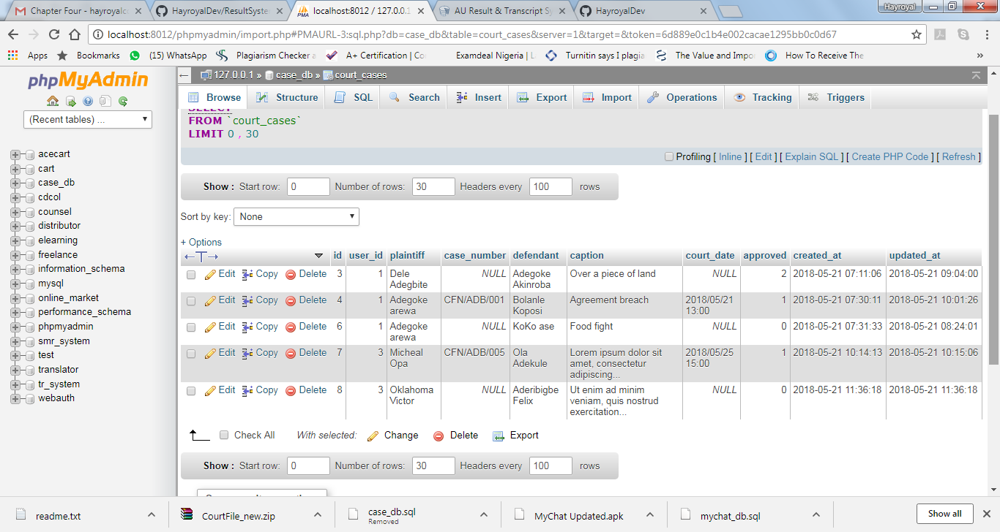 Chapter Four - hayroyalc
HayroyalDev/ResultSystem
localhost:8012 / 127.0.0.1
AU Result & Transcript Sy
HayroyalDev
Hayroyal
localhost:8012/phpmyadmin/import.php#PMAURL-3:sql.php?db=case_db&table=court_cases&server=1&target=&token=6d889e0c1b4e002cacae1295bb0c0d67
Apps
Bookmarks
(15) WhatsApp
Plagiarism Checker a
A+ Certification | Co
Examdeal Nigeria | L
Turnitin says I plagia
The Value and Impo
How To Receive The
»
phpMyAdmin
(Recent tables) ...
acecart
cart
case_db
cdcol
counsel
distributor
elearning
freelance
information_schema
mysql
online_market
performance_schema
phpmyadmin
smr_system
test
translator
tr_system
webauth
127.0.0.1 » case_db » court_cases
Browse Structure SQL Search Insert Export Import Operations Tracking Triggers
SELECT
FROM `court_cases`
LIMIT 0 , 30
Profiling [ Inline ] [ Edit ] [ Explain SQL ] [ Create PHP Code ] [ Refresh ]
Show : Start row: 0 Number of rows: 30 Headers every 100 rows
Sort by key: None
+ Options
←T→ id user_id plaintiff case_number defendant caption court_date approved created_at updated_at
Edit Copy Delete 3 1 Dele NULL Adegoke Over a piece of land NULL 2 2018-05-21 07:11:06 2018-05-21 09:04:00
Adegbite Akinroba
Edit Copy Delete 4 1 Adegoke CFN/ADB/001 Bolanle Agreement breach 2018/05/21 1 2018-05-21 07:30:11 2018-05-21 10:01:26
arewa Koposi 13:00
Edit Copy Delete 6 1 Adegoke NULL KoKo ase Food fight NULL 0 2018-05-21 07:31:33 2018-05-21 08:24:01
arewa
Edit Copy Delete 7 3 Micheal CFN/ADB/005 Ola Lorem ipsum dolor sit 2018/05/25 1 2018-05-21 10:14:13 2018-05-21 10:15:06
Opa Adekule amet, consectetur 15:00
adipiscing...
Edit Copy Delete 8 3 Oklahoma NULL Aderibigbe Ut enim ad minim NULL 0 2018-05-21 11:36:18 2018-05-21 11:36:18
Victor Felix veniam, quis nostrud
exercitation...
Check All With selected: Change Delete Export
Show : Start row: 0 Number of rows: 30 Headers every 100 rows
readme.txt
CourtFile_new.zip
case_db.sql
Removed
MyChat Updated.apk
mychat_db.sql
Show all